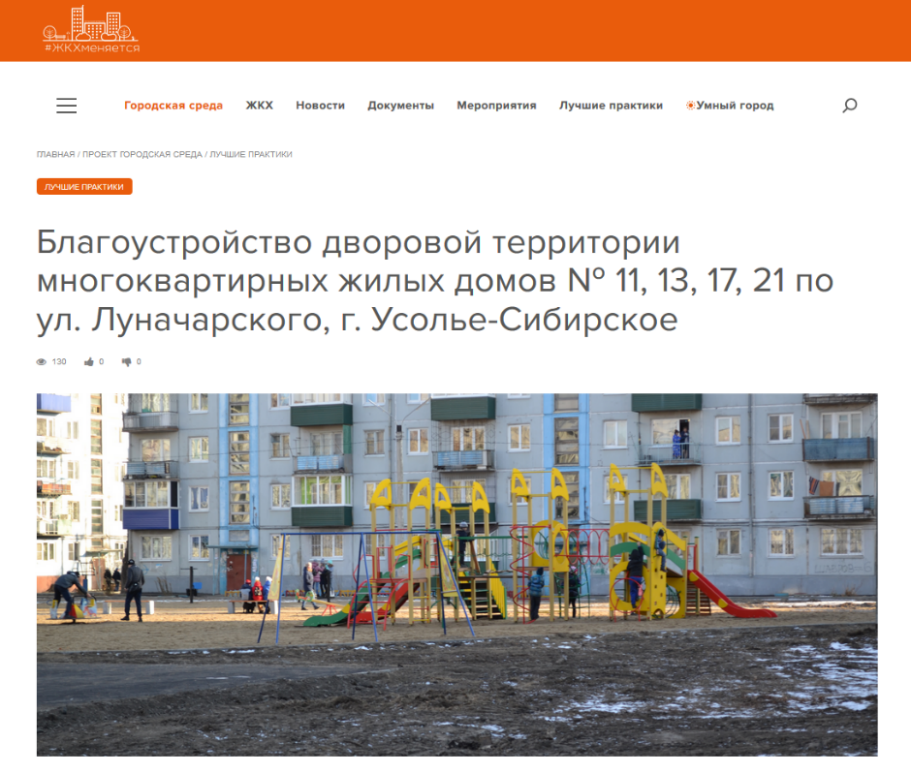 #ЖКХменяется
Городская среда ЖКХ Новости Документы Мероприятия Лучшие практики Умный город
ГЛАВНАЯ / ПРОЕКТ ГОРОДСКАЯ СРЕДА / ЛУЧШИЕ ПРАКТИКИ
ЛУЧШИЕ ПРАКТИКИ
Благоустройство дворовой территории
многоквартирных жилых домов № 11, 13, 17, 21 по
ул. Луначарского, г. Усолье-Сибирское
130 0 0